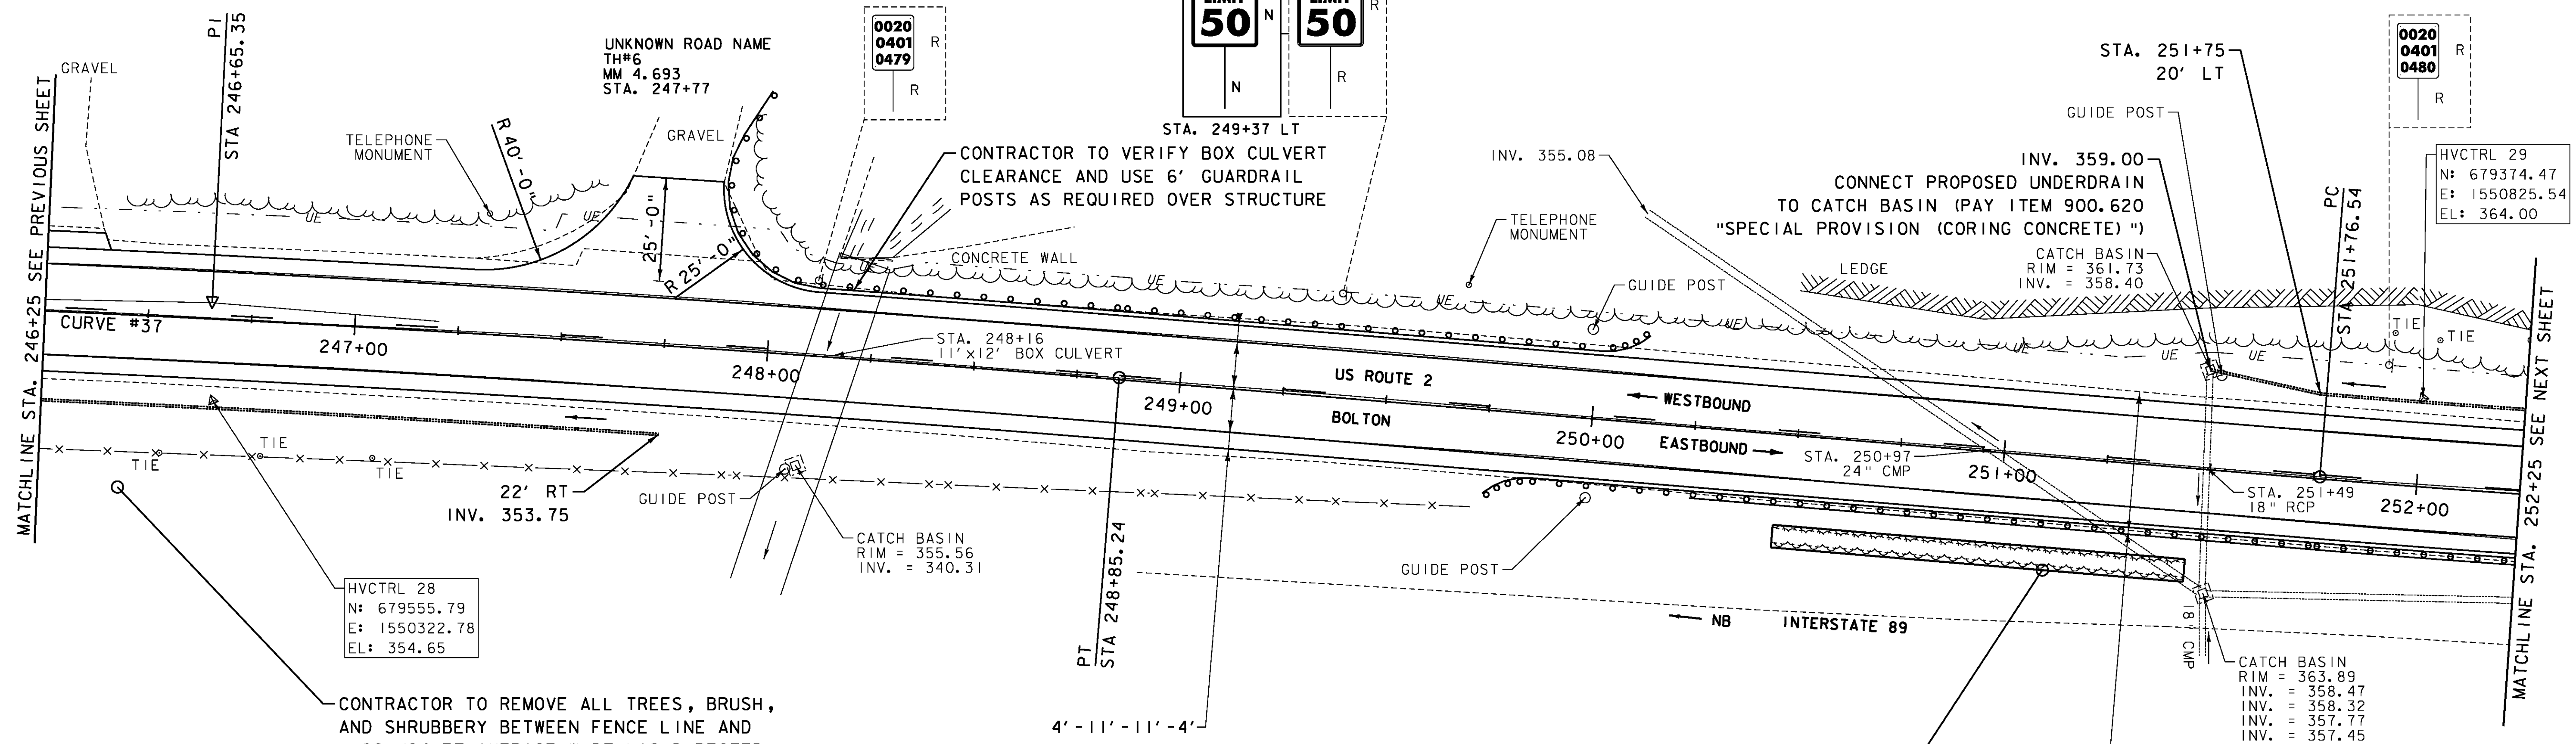 MATCHLINE STA. 246+25 SEE PREVIOUS SHEET
GRAVEL
PI
STA 246+65.35
TELEPHONE
MONUMENT
R 40'-0"
UNKNOWN ROAD NAME
TH#6
MM 4.693
STA. 247+77
GRAVEL
25'-0"
R 25'-0"
UE
UE
0020
0401
0479
R
R
CONTRACTOR TO VERIFY BOX CULVERT
CLEARANCE AND USE 6' GUARDRAIL
POSTS AS REQUIRED OVER STRUCTURE
CONCRETE WALL
50
N
N
50
R
R
STA. 249+37 LT
INV. 355.08
TELEPHONE
MONUMENT
GUIDE POST
UE
UE
UE
UE
UE
UE
UE
LEDGE
STA. 251+75
20' LT
GUIDE POST
INV. 359.00
CONNECT PROPOSED UNDERDRAIN
TO CATCH BASIN (PAY ITEM 900.620
"SPECIAL PROVISION (CORING CONCRETE)")
CATCH BASIN
RIM = 361.73
INV. = 358.40
PC
STA 251+76.54
0020
0401
0480
R
R
HVCTRL 29
N: 679374.47
E: 1550825.54
EL: 364.00
TIE
TIE
MATCHLINE STA. 252+25 SEE NEXT SHEET
CURVE #37
247+00
248+00
STA. 248+16
11'x12' BOX CULVERT
249+00
US ROUTE 2
BOLTON
WESTBOUND
EASTBOUND
250+00
STA. 250+97
24" CMP
251+00
STA. 251+49
18" RCP
252+00
TIE
TIE
TIE
22' RT
INV. 353.75
GUIDE POST
CATCH BASIN
RIM = 355.56
INV. = 340.31
PT
STA 248+85.24
GUIDE POST
NB
INTERSTATE 89
18" CMP
CATCH BASIN
RIM = 363.89
INV. = 358.47
INV. = 358.32
INV. = 357.77
INV. = 357.45
HVCTRL 28
N: 679555.79
E: 1550322.78
EL: 354.65
4'-11'-11'-4'
CONTRACTOR TO REMOVE ALL TREES, BRUSH,
AND SHRUBBERY BETWEEN FENCE LINE AND